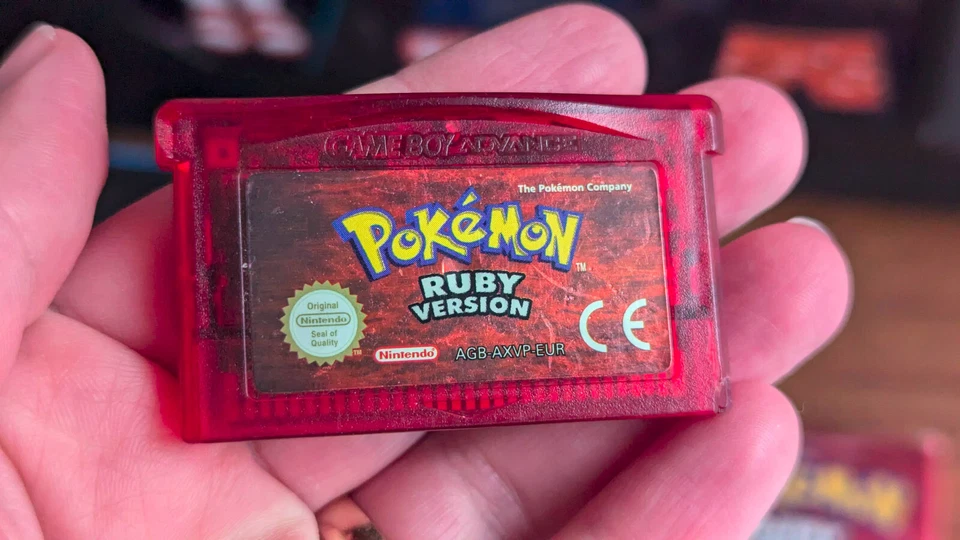 GAME BOY ADVANCE
The Pokémon Company
POKéMON
TM
RUBY
VERSION
Original
Nintendo
Seal of
Quality
TM
Nintendo
AGB-AXVP-EUR
CE